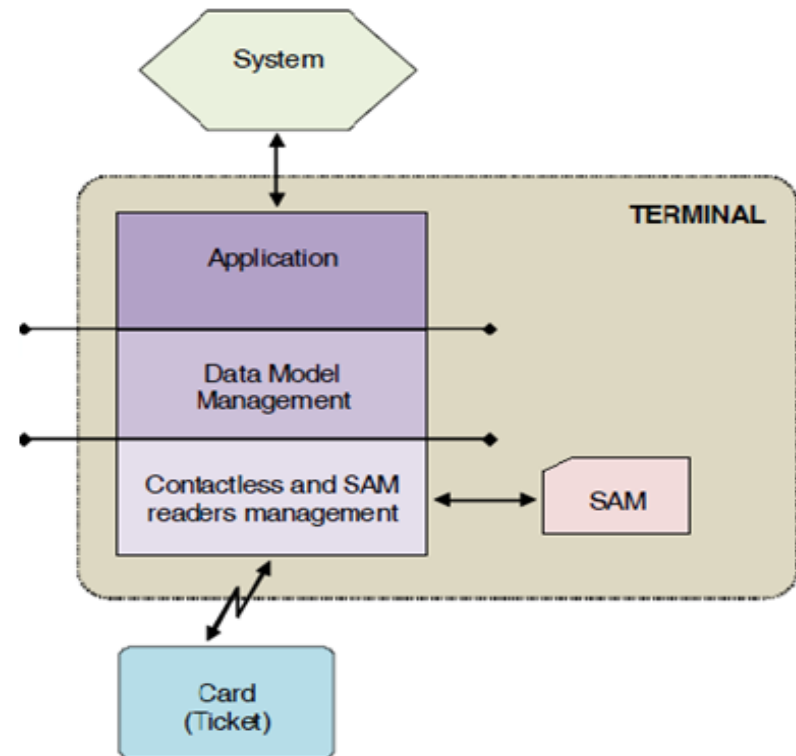 System
TERMINAL
Application
Data Model
Management
Contactless and SAM
readers management
SAM
Card
(Ticket)